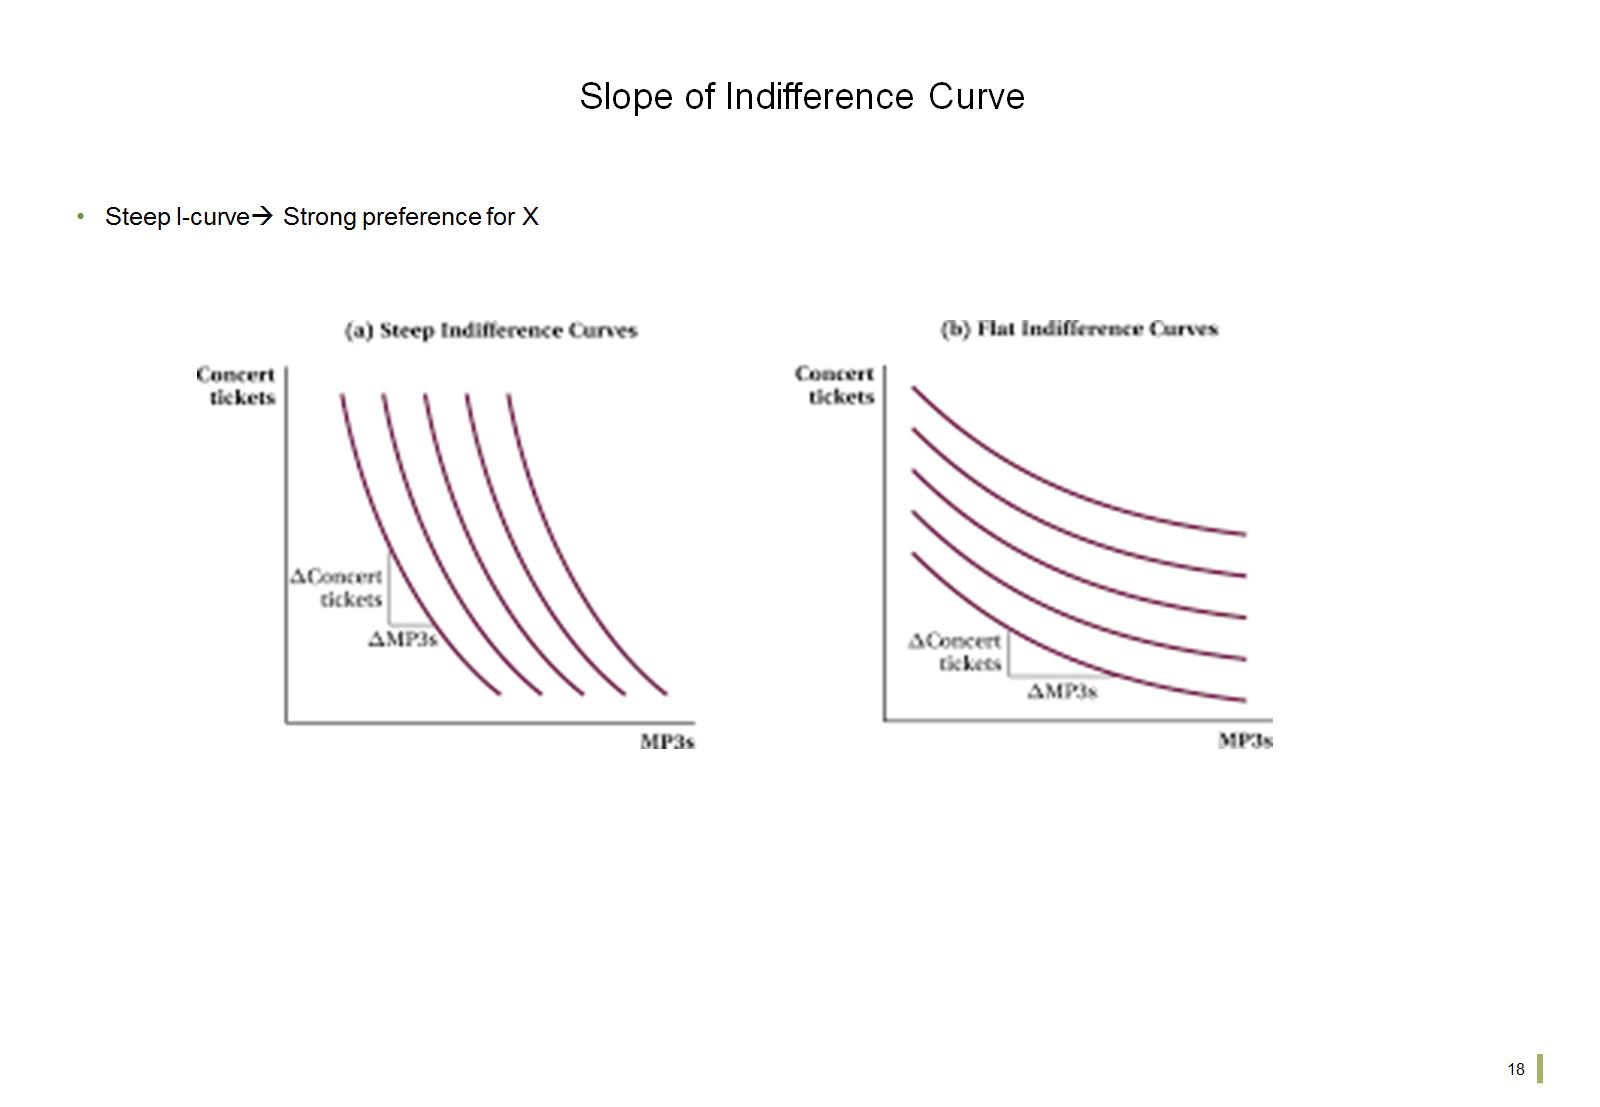 Slope of Indifference Curve
• Steep I-curve→ Strong preference for X
(a) Steep Indifference Curves
Concert
tickets
ΔConcert
tickets
ΔMP3s
MP3s
(b) Flat Indifference Curves
Concert
tickets
ΔConcert
tickets
ΔMP3s
MP3s
18